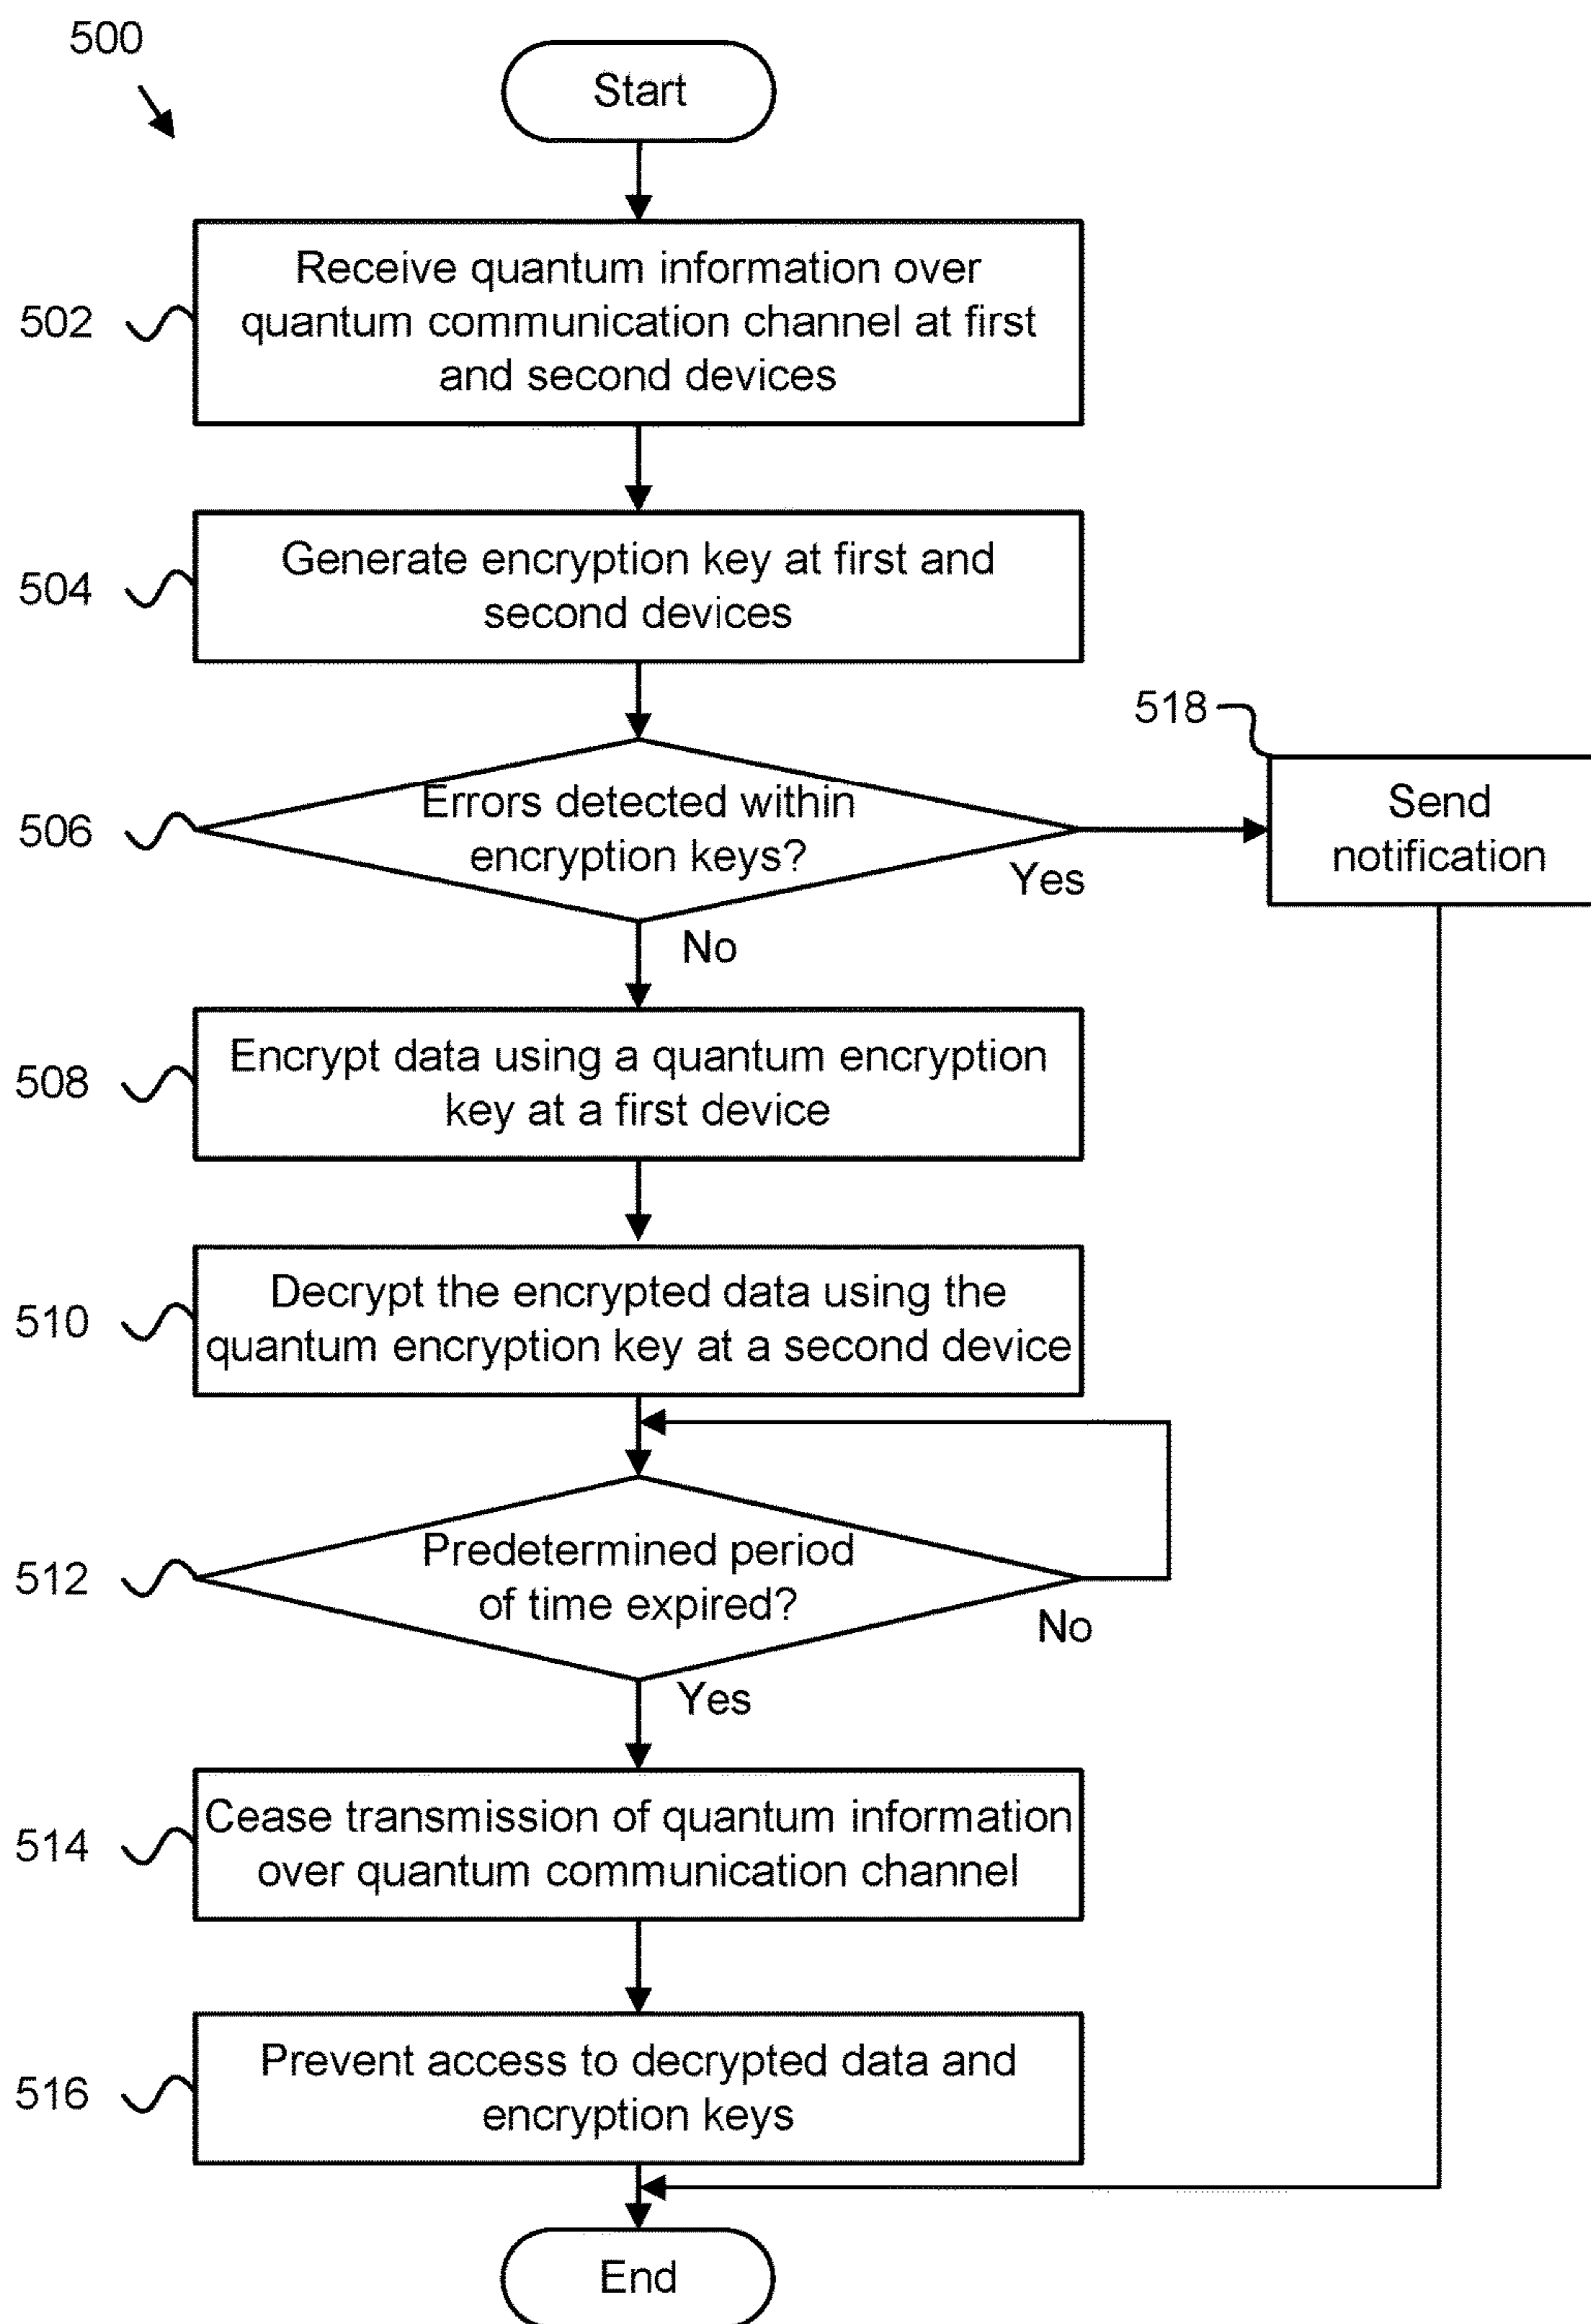 500
Start
502
Receive quantum information over
quantum communication channel at first
and second devices
504
Generate encryption key at first and
second devices
518
506
Errors detected within
encryption keys?
Yes
Send
notification
No
508
Encrypt data using a quantum encryption
key at a first device
510
Decrypt the encrypted data using the
quantum encryption key at a second device
512
Predetermined period
of time expired?
No
Yes
514
Cease transmission of quantum information
over quantum communication channel
516
Prevent access to decrypted data and
encryption keys
End